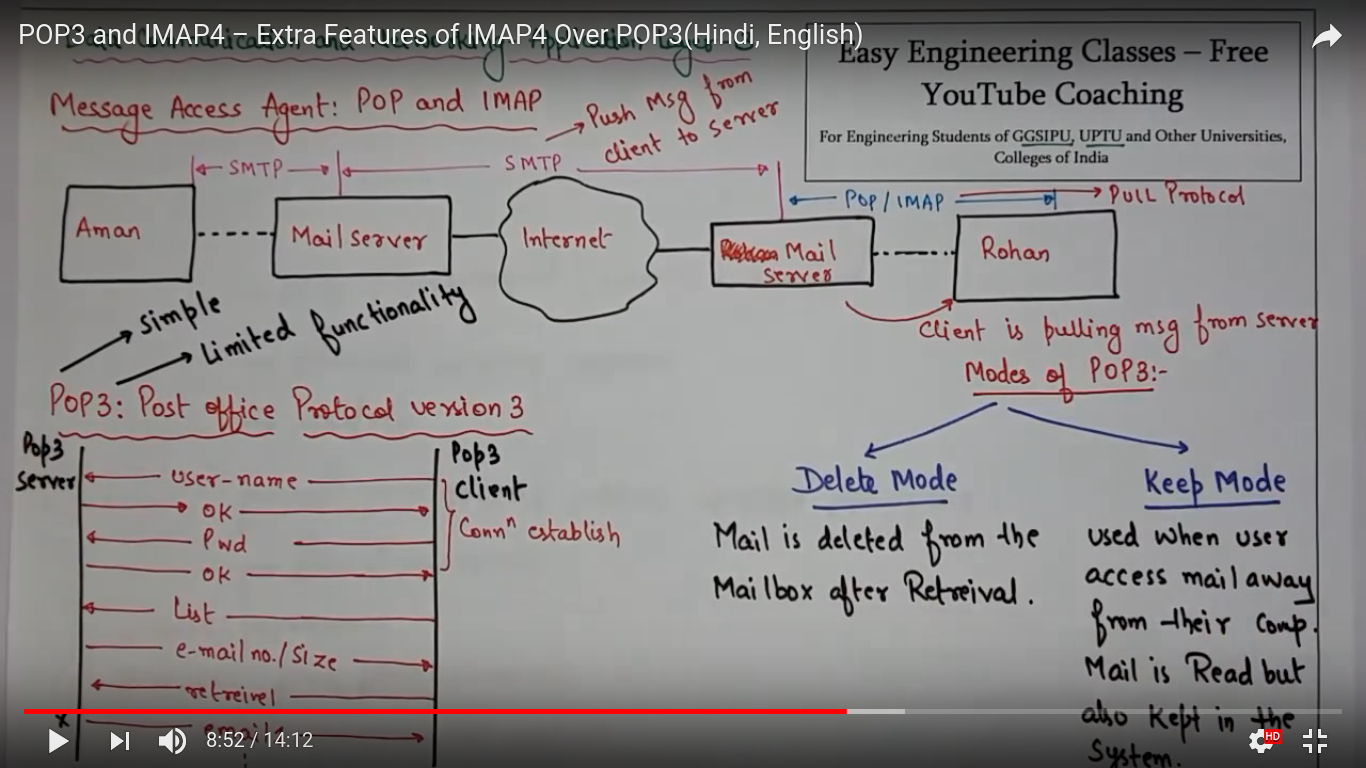 POP3 and IMAP4 – Extra Features of IMAP4 Over POP3(Hindi, English)
Easy Engineering Classes – Free
YouTube Coaching
For Engineering Students of GGSIPU, UPTU and Other Universities,
Colleges of India
Message Access Agent: POP and IMAP
Push Msg from
client to server
SMTP
SMTP
POP/IMAP
PULL Protocol
Aman
Mail server
Internet
Mail
server
Rohan
simple
Limited functionality
client is pulling msg from server
Modes of POP3:-
POP3: Post office Protocol version 3
Pop3
server
Pop3
client
user-name
OK
Pwd
OK
Connⁿ establish
List
e-mail no./Size
retreivel
emails
Delete Mode
Mail is deleted from the
Mailbox after Retreival.
Keep Mode
used when user
access mail away
from their comp.
Mail is Read but
also kept in the
System.
8:52 / 14:12
HD